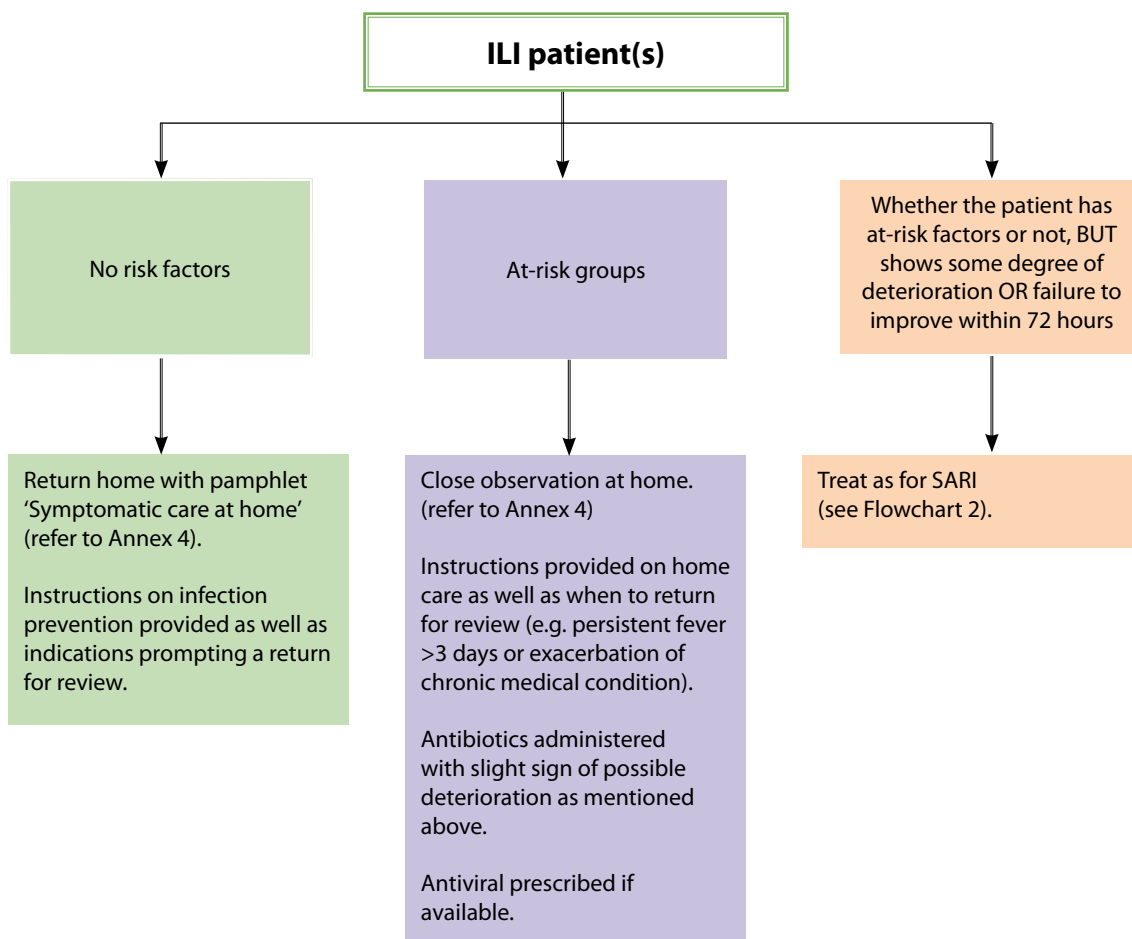 ILI patient(s)
No risk factors
At-risk groups
Whether the patient has
at-risk factors or not, BUT
shows some degree of
deterioration OR failure to
improve within 72 hours
Return home with pamphlet
‘Symptomatic care at home’
(refer to Annex 4).
Instructions on infection
prevention provided as well as
indications prompting a return
for review.
Close observation at home.
(refer to Annex 4)
Instructions provided on home
care as well as when to return
for review (e.g. persistent fever
>3 days or exacerbation of
chronic medical condition).
Antibiotics administered
with slight sign of possible
deterioration as mentioned
above.
Antiviral prescribed if
available.
Treat as for SARI
(see Flowchart 2).